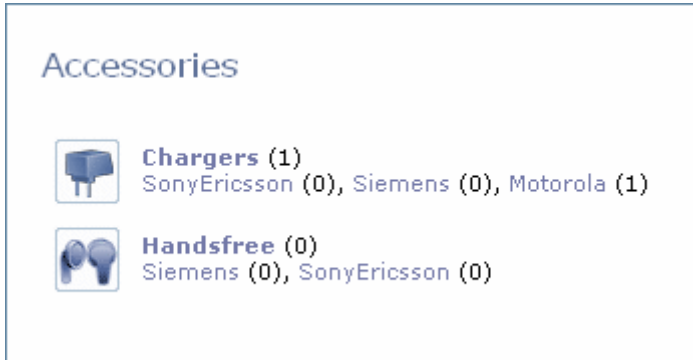 Accessories
Chargers (1)
SonyEricsson (0), Siemens (0), Motorola (1)
Handsfree (0)
Siemens (0), SonyEricsson (0)